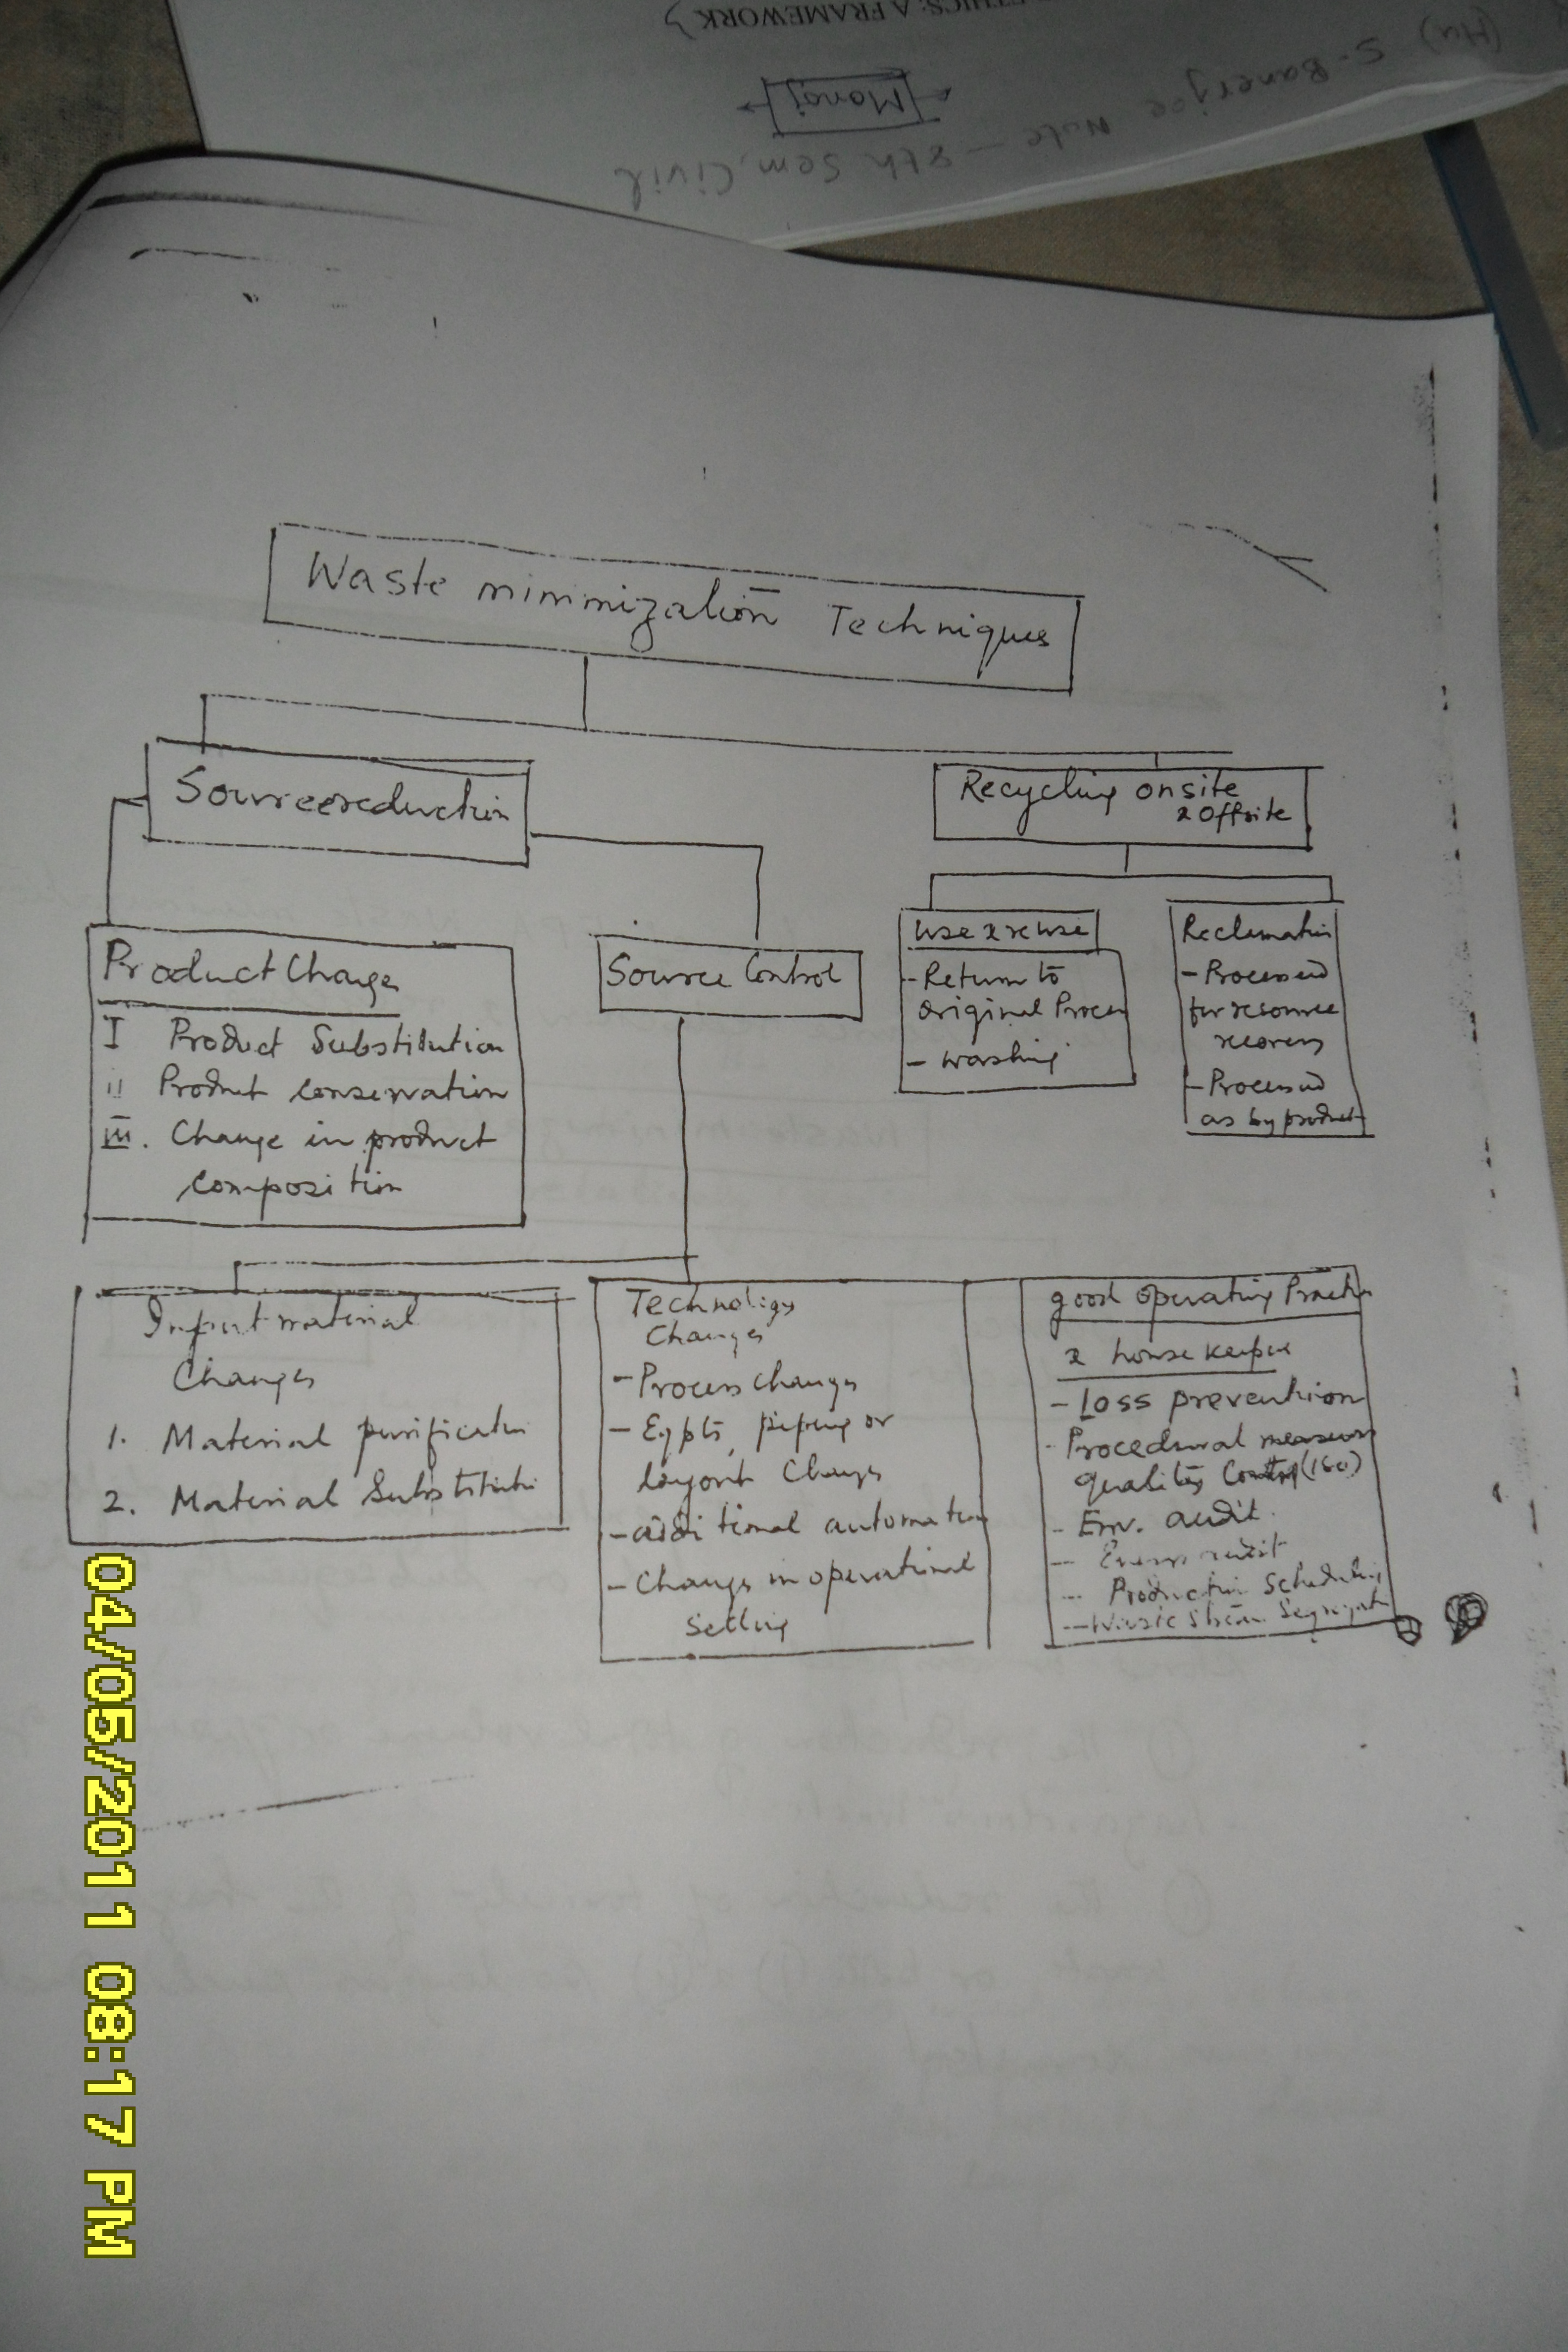 ETHICS: A FRAMEWORK
Manoj
S. Banerjee Note - 8th Sem. Civil
(Hu)
Waste minimization Techniques
Source reduction
Recycling onsite
& Offsite
Product Change
I Product Substitution
ii Product conservation
iii. Change in product
composition
Source Control
use & reuse
- Return to
original Process
- washing
Reclamation
- Processed
for resource
recovery
- Processed
as by product
Input material
Changes
1. Material purification
2. Material Substitution
Technology
Changes
- Process changes
- Eqpts, piping or
layout Changes
- additional automation
- Changes in operational
Setting
good operating Practice
& house keeping
- Loss prevention
- Procedural measures
quality Control (ISO)
- Env. audit.
- Energy audit
- Production Scheduling
- Waste Stream Segregation
04/05/2011 08:17 PM